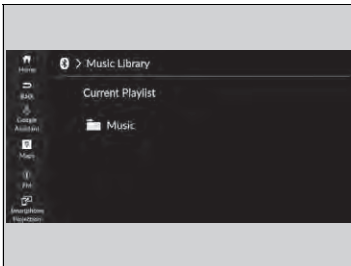 Home
> Music Library
Back
Current Playlist
Google
Assistant
Music
Maps
FM
Smartphone
Projection